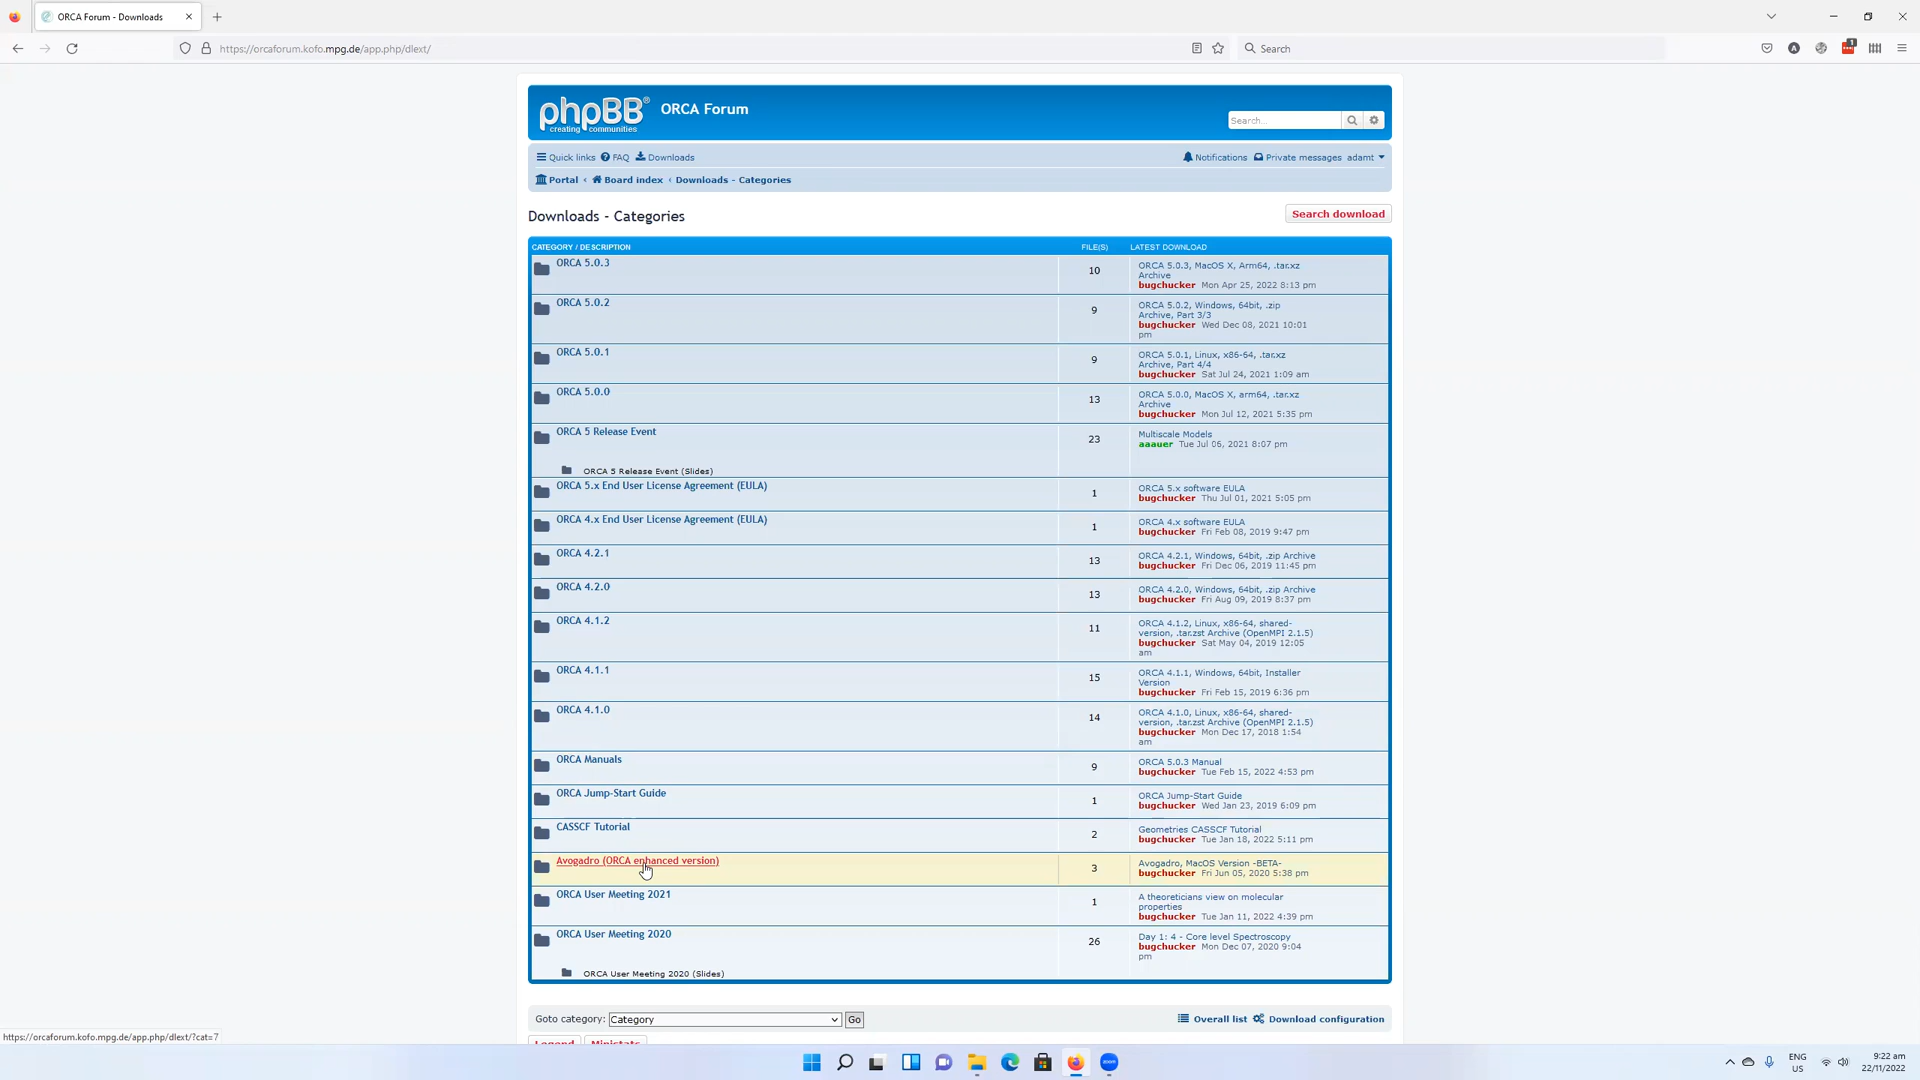 ORCA Forum - Downloads
https://orcaforum.kofo.mpg.de/app.php/dlext/
Search
1
phpBB® creating communities
ORCA Forum
Search...
Quick links FAQ Downloads
Notifications Private messages adamt
Portal ‹ Board index ‹ Downloads - Categories
Downloads - Categories
Search download
CATEGORY / DESCRIPTION FILE(S) LATEST DOWNLOAD
ORCA 5.0.3
10
ORCA 5.0.3, MacOS X, Arm64, .tar.xz
Archive
bugchucker Mon Apr 25, 2022 8:13 pm
ORCA 5.0.2
9
ORCA 5.0.2, Windows, 64bit, .zip
Archive, Part 3/3
bugchucker Wed Dec 08, 2021 10:01
pm
ORCA 5.0.1
9
ORCA 5.0.1, Linux, x86-64, .tar.xz
Archive, Part 4/4
bugchucker Sat Jul 24, 2021 1:09 am
ORCA 5.0.0
13
ORCA 5.0.0, MacOS X, arm64, .tar.xz
Archive
bugchucker Mon Jul 12, 2021 5:35 pm
ORCA 5 Release Event
23
Multiscale Models
aaauer Tue Jul 06, 2021 8:07 pm
ORCA 5 Release Event (Slides)
ORCA 5.x End User License Agreement (EULA)
1
ORCA 5.x software EULA
bugchucker Thu Jul 01, 2021 5:05 pm
ORCA 4.x End User License Agreement (EULA)
1
ORCA 4.x software EULA
bugchucker Fri Feb 08, 2019 9:47 pm
ORCA 4.2.1
13
ORCA 4.2.1, Windows, 64bit, .zip Archive
bugchucker Fri Dec 06, 2019 11:45 pm
ORCA 4.2.0
13
ORCA 4.2.0, Windows, 64bit, .zip Archive
bugchucker Fri Aug 09, 2019 8:37 pm
ORCA 4.1.2
11
ORCA 4.1.2, Linux, x86-64, shared-
version, .tar.zst Archive (OpenMPI 2.1.5)
bugchucker Sat May 04, 2019 12:05
am
ORCA 4.1.1
15
ORCA 4.1.1, Windows, 64bit, Installer
Version
bugchucker Fri Feb 15, 2019 6:36 pm
ORCA 4.1.0
14
ORCA 4.1.0, Linux, x86-64, shared-
version, .tar.zst Archive (OpenMPI 2.1.5)
bugchucker Mon Dec 17, 2018 1:54
am
ORCA Manuals
9
ORCA 5.0.3 Manual
bugchucker Tue Feb 15, 2022 4:53 pm
ORCA Jump-Start Guide
1
ORCA Jump-Start Guide
bugchucker Wed Jan 23, 2019 6:09 pm
CASSCF Tutorial
2
Geometries CASSCF Tutorial
bugchucker Tue Jan 18, 2022 5:11 pm
Avogadro (ORCA enhanced version)
3
Avogadro, MacOS Version -BETA-
bugchucker Fri Jun 05, 2020 5:38 pm
ORCA User Meeting 2021
1
A theoreticians view on molecular
properties
bugchucker Tue Jan 11, 2022 4:39 pm
ORCA User Meeting 2020
26
Day 1: 4 - Core level Spectroscopy
bugchucker Mon Dec 07, 2020 9:04
pm
ORCA User Meeting 2020 (Slides)
Goto category: Category Go
Overall list Download configuration
https://orcaforum.kofo.mpg.de/app.php/dlext/?cat=7
Legend Ministats
ENG
US
9:22 am
22/11/2022